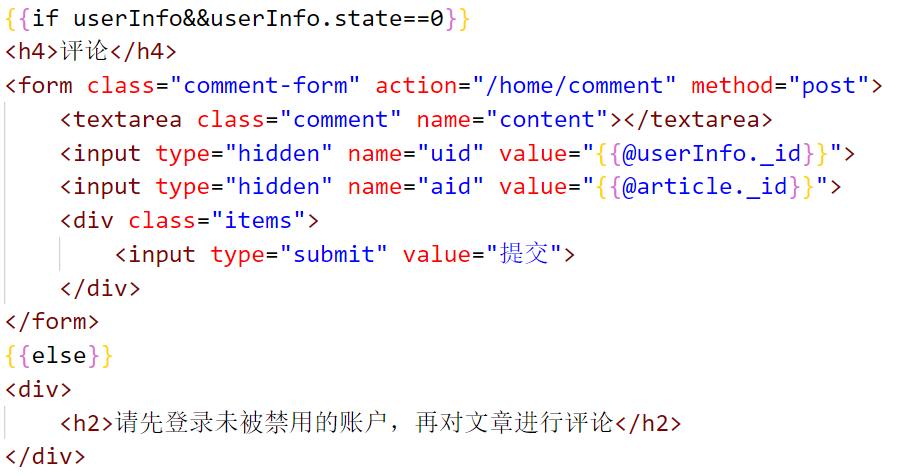 {{if userInfo&&userInfo.state==0}}
<h4>评论</h4>
<form class="comment-form" action="/home/comment" method="post">
<textarea class="comment" name="content"></textarea>
<input type="hidden" name="uid" value="{{@userInfo._id}}">
<input type="hidden" name="aid" value="{{@article._id}}">
<div class="items">
<input type="submit" value="提交">
</div>
</form>
{{else}}
<div>
<h2>请先登录未被禁用的账户，再对文章进行评论</h2>
</div>